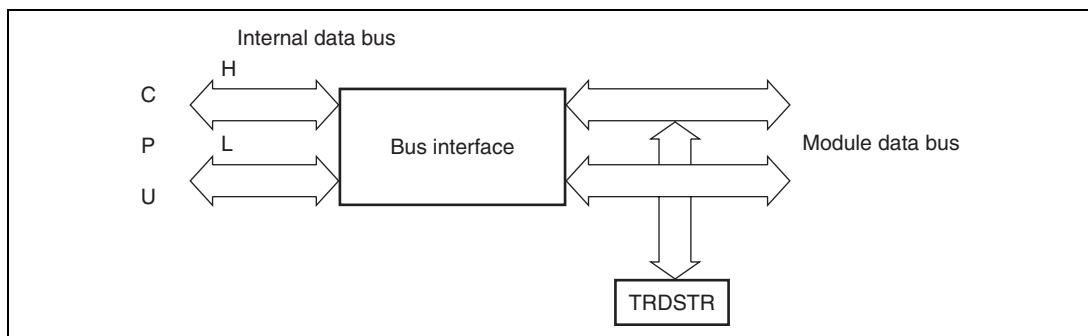 Internal data bus
H
C
P
L
U
Bus interface
Module data bus
TRDSTR